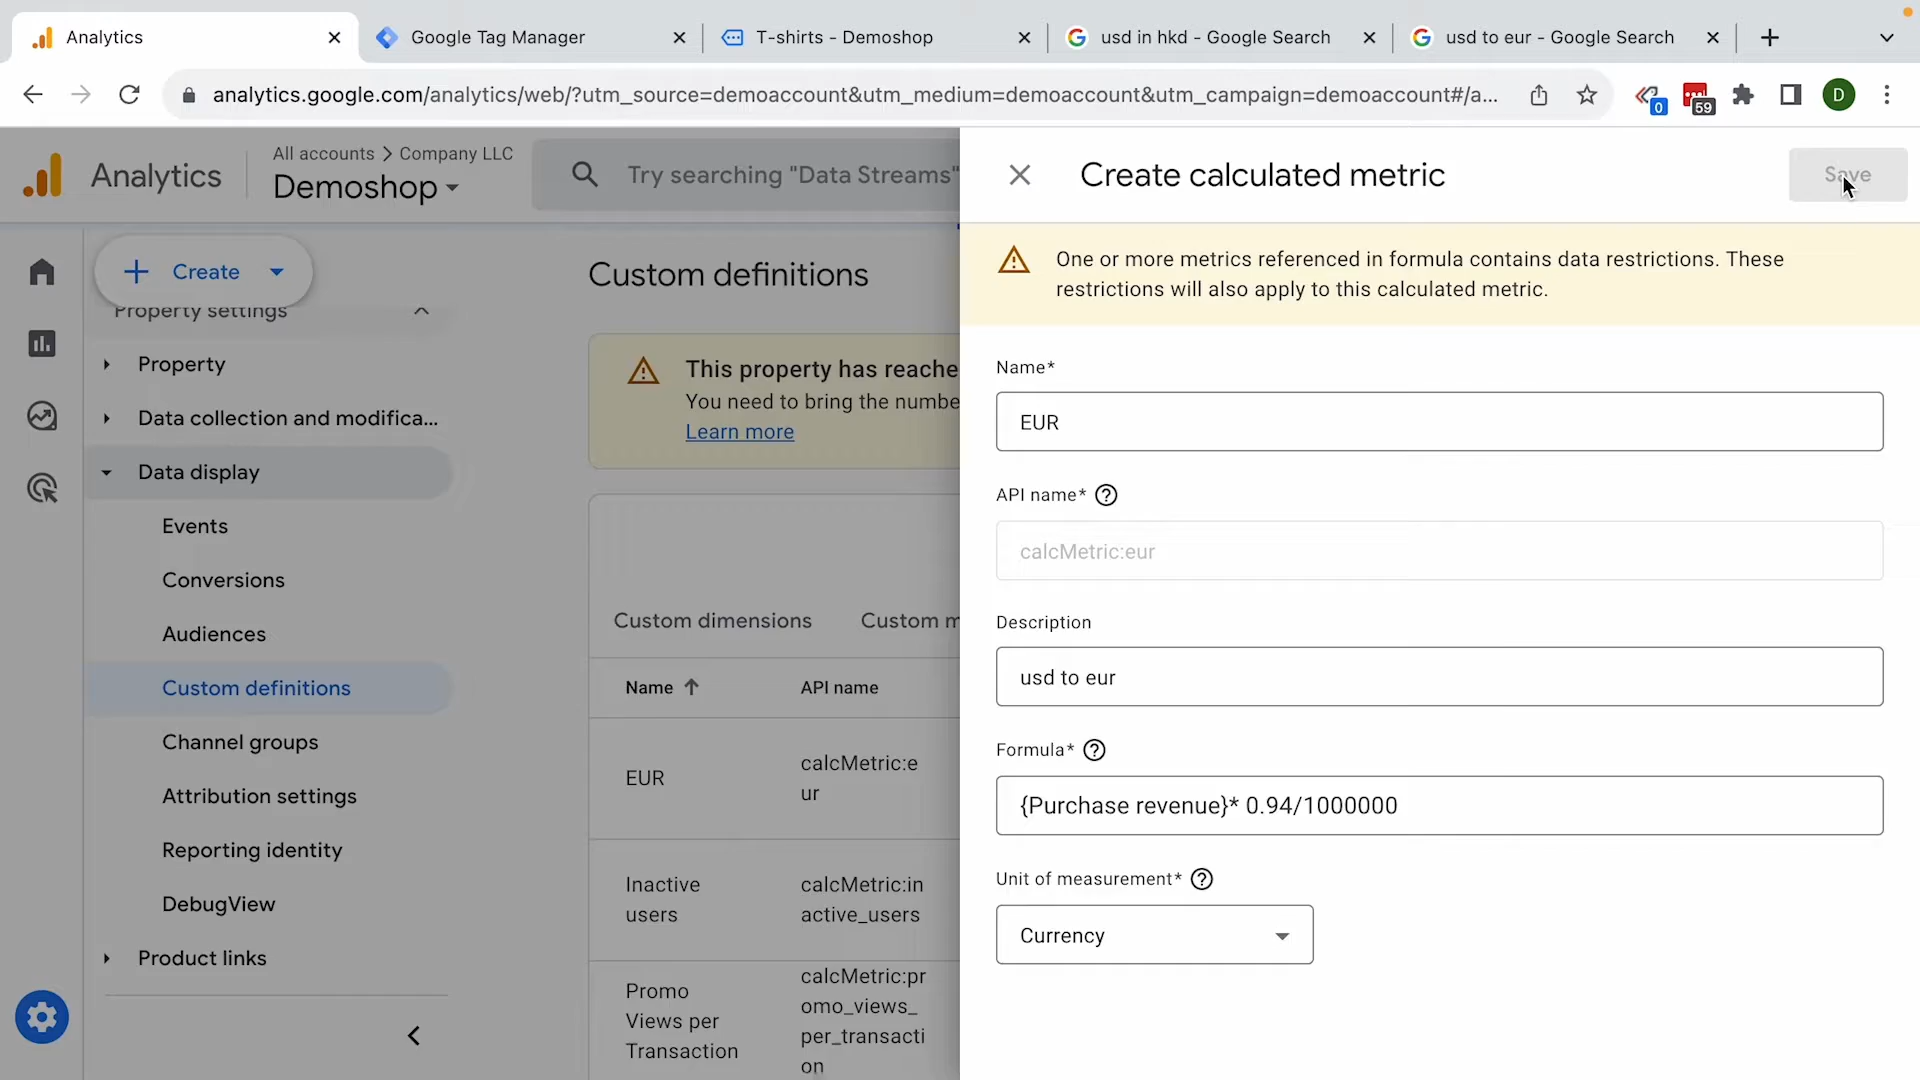 Analytics
Google Tag Manager
T-shirts - Demoshop
usd in hkd - Google Search
usd to eur - Google Search
analytics.google.com/analytics/web/?utm_source=demoaccount&utm_medium=demoaccount&utm_campaign=demoaccount#/a...
0
59
D
Analytics
All accounts > Company LLC
Demoshop
Try searching "Data Streams"
Create calculated metric
Save
One or more metrics referenced in formula contains data restrictions. These
restrictions will also apply to this calculated metric.
Create
Property settings
Property
Data collection and modifica...
Data display
Events
Conversions
Audiences
Custom definitions
Channel groups
Attribution settings
Reporting identity
DebugView
Product links
Custom definitions
This property has reache
You need to bring the numbe
Learn more
Custom dimensions
Custom m
Name
API name
EUR
calcMetric:e
ur
Inactive
users
calcMetric:in
active_users
Promo
Views per
Transaction
calcMetric:pr
omo_views_
per_transacti
on
Name*
EUR
API name*
calcMetric:eur
Description
usd to eur
Formula*
{Purchase revenue}* 0.94/1000000
Unit of measurement*
Currency